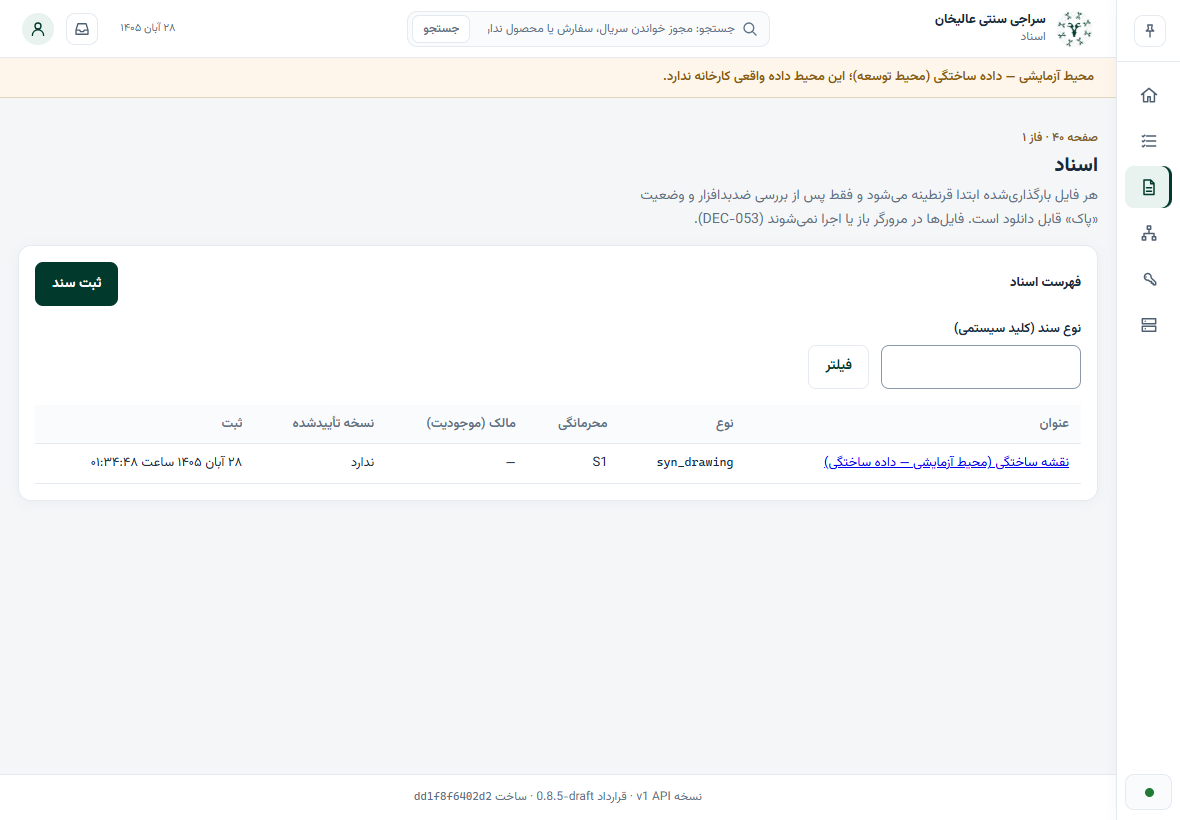 سراجی سنتی عالیخان
اسناد
جستجو: مجوز خواندن سریال، سفارش یا محصول ندار
جستجو
۲۸ آبان ۱۴۰۵
محیط آزمایشی — داده ساختگی (محیط توسعه)؛ این محیط داده واقعی کارخانه ندارد.
صفحه ۴۰ · فاز ۱
اسناد
هر فایل بارگذاری‌شده ابتدا قرنطینه می‌شود و فقط پس از بررسی ضدبدافزار و وضعیت
«پاک» قابل دانلود است. فایل‌ها در مرورگر باز یا اجرا نمی‌شوند (DEC-053).
فهرست اسناد
ثبت سند
نوع سند (کلید سیستمی)
فیلتر
عنوان نوع محرمانگی مالک (موجودیت) نسخه تأییدشده ثبت
نقشه ساختگی (محیط آزمایشی — داده ساختگی) syn_drawing S1 — ندارد ۲۸ آبان ۱۴۰۵ ساعت ۰۱:۳۴:۴۸
نسخه API v1 · قرارداد 0.8.5-draft · ساخت dd1f8f6402d2